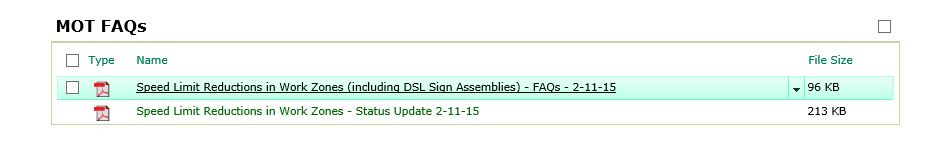 MOT FAQs
Type Name File Size
Speed Limit Reductions in Work Zones (including DSL Sign Assemblies) - FAQs - 2-11-15 96 KB
Speed Limit Reductions in Work Zones - Status Update 2-11-15 213 KB